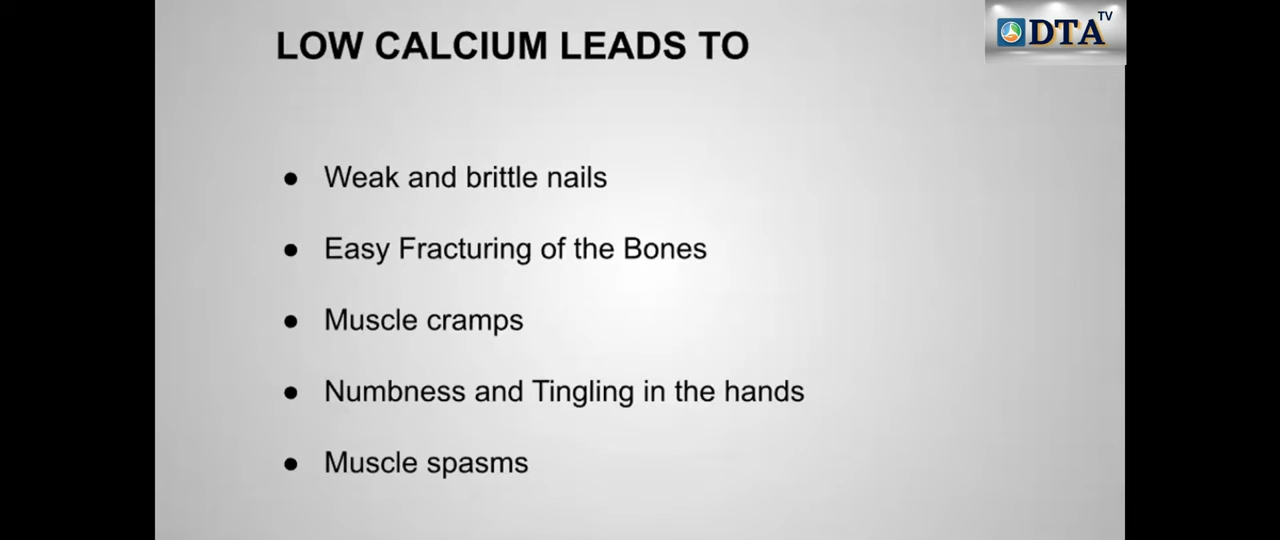 LOW CALCIUM LEADS TO
DTA TV
● Weak and brittle nails
● Easy Fracturing of the Bones
● Muscle cramps
● Numbness and Tingling in the hands
● Muscle spasms